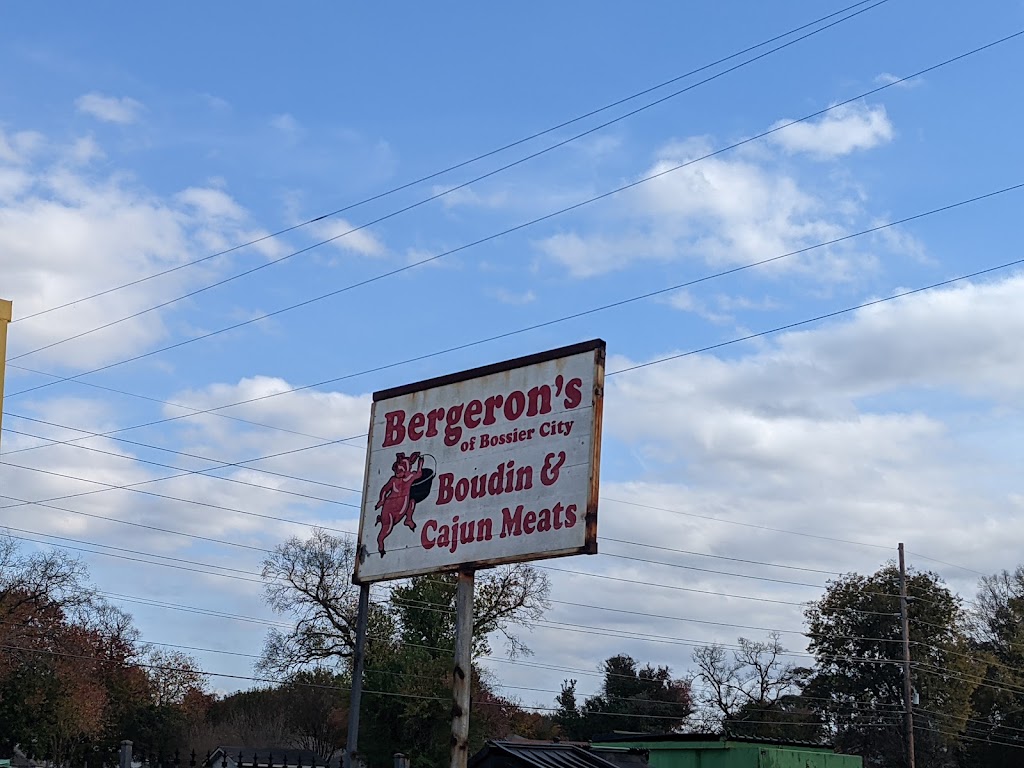 Bergeron's
of Bossier City
Boudin &
Cajun Meats